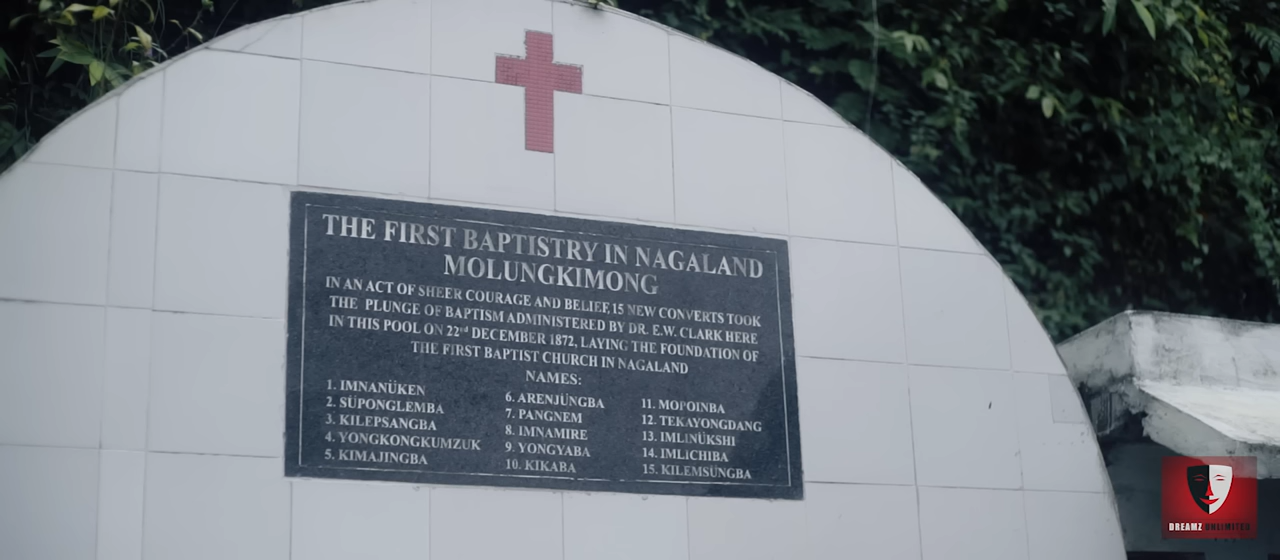 THE FIRST BAPTISTRY IN NAGALAND
MOLUNGKIMONG
IN AN ACT OF SHEER COURAGE AND BELIEF, 15 NEW CONVERTS TOOK
THE PLUNGE OF BAPTISM ADMINISTERED BY DR. E.W. CLARK HERE
IN THIS POOL ON 22nd DECEMBER 1872, LAYING THE FOUNDATION OF
THE FIRST BAPTIST CHURCH IN NAGALAND
NAMES:
1. IMNANÜKEN
2. SÜPONGLEMBA
3. KILEPSANGBA
4. YONGKONGKUMZUK
5. KIMAJINGBA
6. ARENJÜNGBA
7. PANGNEM
8. IMNAMIRE
9. YONGYABA
10. KIKABA
11. MOPOINBA
12. TEKAYONGDANG
13. IMLINÜKSHI
14. IMLICHIBA
15. KILEMSÜNGBA
DREAMZ UNLIMITED